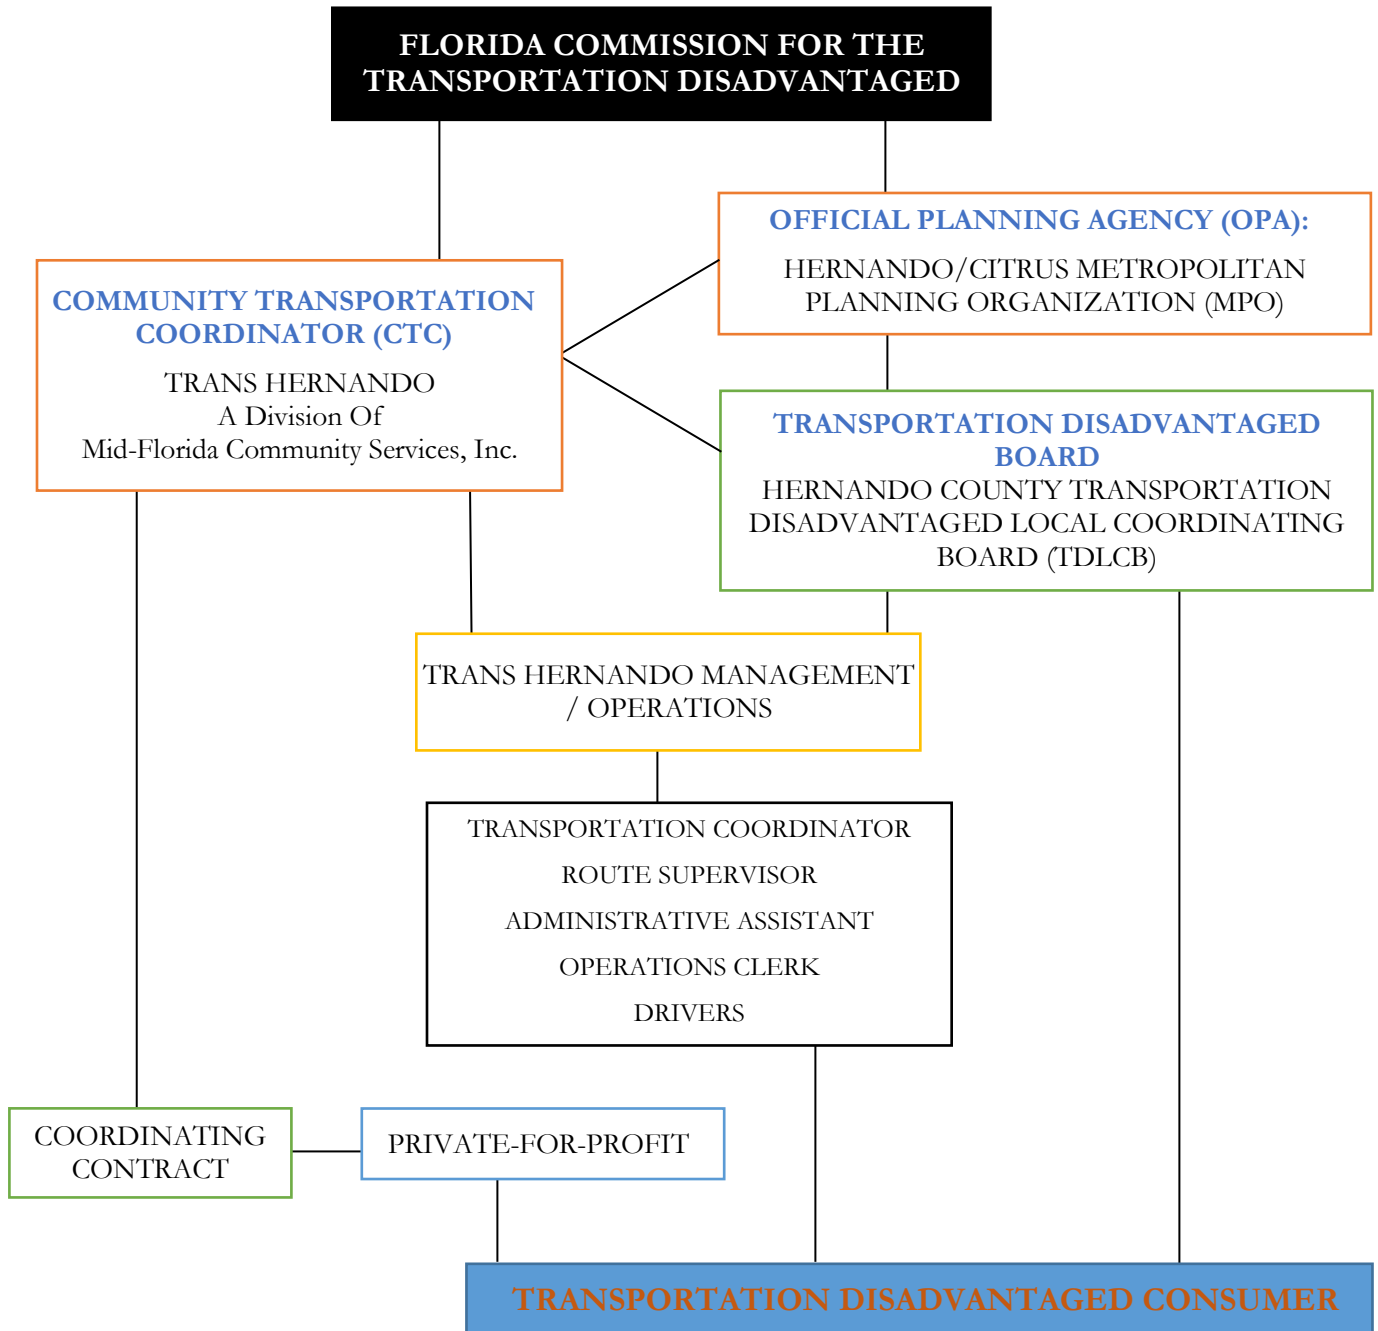 FLORIDA COMMISSION FOR THE
TRANSPORTATION DISADVANTAGED
OFFICIAL PLANNING AGENCY (OPA):
HERNANDO/CITRUS METROPOLITAN
PLANNING ORGANIZATION (MPO)
COMMUNITY TRANSPORTATION
COORDINATOR (CTC)
TRANS HERNANDO
A Division Of
Mid-Florida Community Services, Inc.
TRANSPORTATION DISADVANTAGED
BOARD
HERNANDO COUNTY TRANSPORTATION
DISADVANTAGED LOCAL COORDINATING
BOARD (TDLCB)
TRANS HERNANDO MANAGEMENT
/ OPERATIONS
TRANSPORTATION COORDINATOR
ROUTE SUPERVISOR
ADMINISTRATIVE ASSISTANT
OPERATIONS CLERK
DRIVERS
COORDINATING
CONTRACT
PRIVATE-FOR-PROFIT
TRANSPORTATION DISADVANTAGED CONSUMER